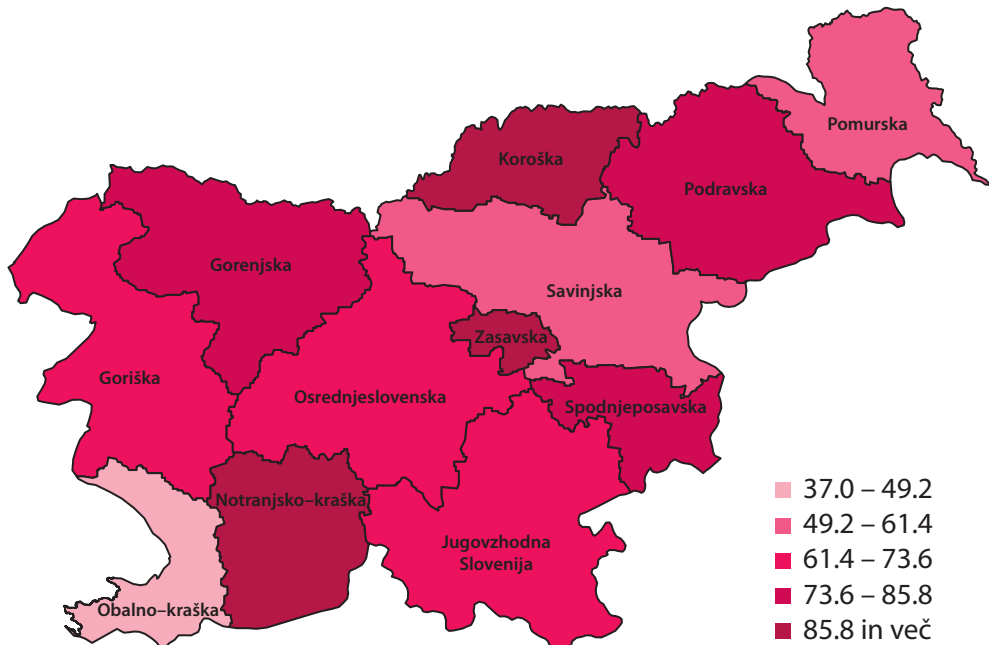 Pomurska
Koroška
Podravska
Gorenjska
Savinjska
Zasavska
Goriška
Osrednjeslovenska
Spodnjeposavska
Notranjsko–kraška
Jugovzhodna
Slovenija
Obalno–kraška
37.0 – 49.2
49.2 – 61.4
61.4 – 73.6
73.6 – 85.8
85.8 in več